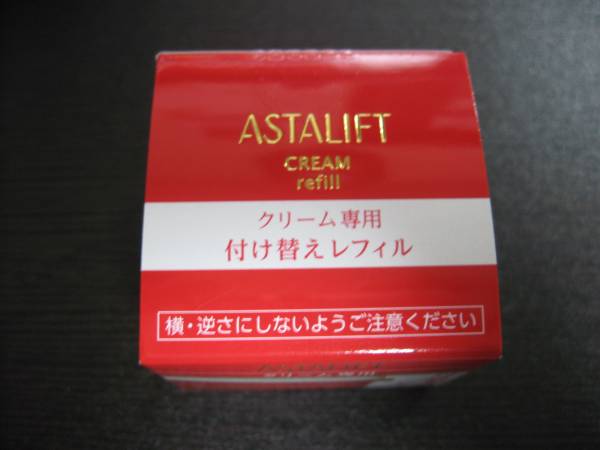 ASTALIFT
CREAM
refill
クリーム専用
付け替えレフィル
横・逆さにしないようご注意ください